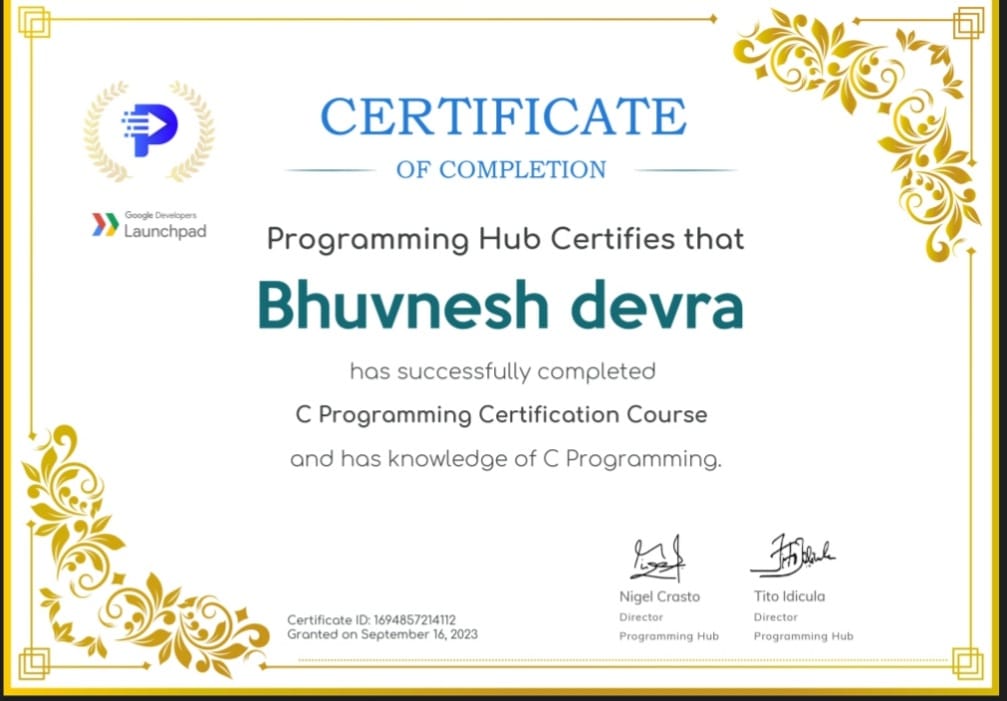 CERTIFICATE
OF COMPLETION
Google Developers
Launchpad
Programming Hub Certifies that
Bhuvnesh devra
has successfully completed
C Programming Certification Course
and has knowledge of C Programming.
Nigel Crasto
Director
Programming Hub
Tito Idicula
Director
Programming Hub
Certificate ID: 1694857214112
Granted on September 16, 2023